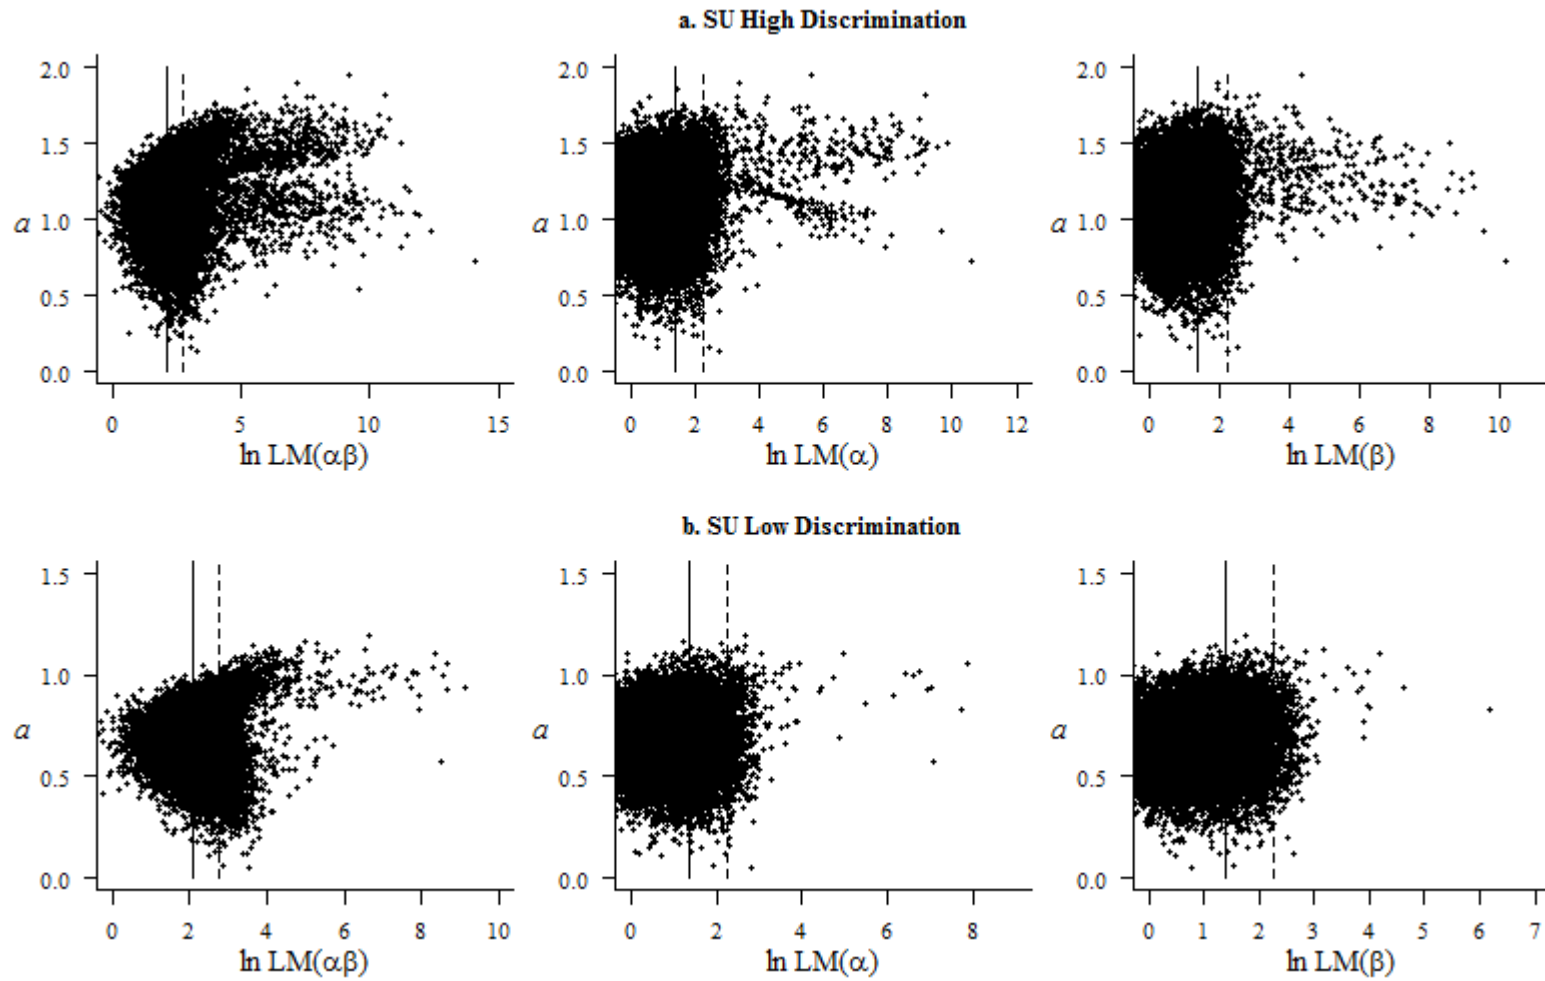 a. SU High Discrimination
2.0
1.5
1.0
0.5
0.0
a
0 5 10 15
ln LM(αβ)
2.0
1.5
1.0
0.5
0.0
a
0 2 4 6 8 10 12
ln LM(α)
2.0
1.5
1.0
0.5
0.0
a
0 2 4 6 8 10
ln LM(β)
b. SU Low Discrimination
1.5
1.0
0.5
0.0
a
0 2 4 6 8 10
ln LM(αβ)
1.5
1.0
0.5
0.0
a
0 2 4 6 8
ln LM(α)
1.5
1.0
0.5
0.0
a
0 1 2 3 4 5 6 7
ln LM(β)